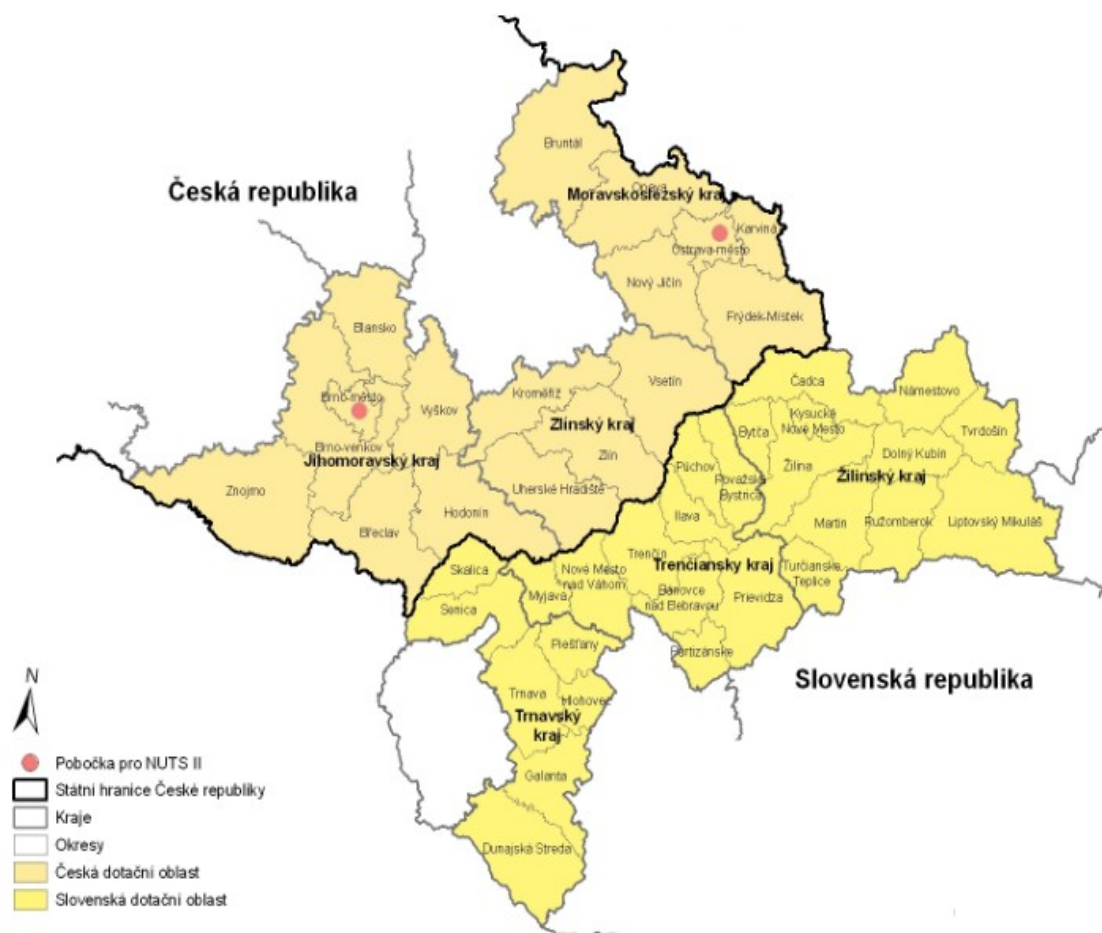 Česká republika
Bruntál
Opava
Moravskoslezský kraj
Karviná
Ostrava-město
Nový Jičín
Frýdek-Místek
Blansko
Brno-město
Vyškov
Brno-venkov
Jihomoravský kraj
Znojmo
Břeclav
Hodonín
Kroměříž
Vsetín
Zlínský kraj
Zlín
Uherské Hradiště
Čadca
Námestovo
Kysucké
Nové Mesto
Tvrdošín
Bytča
Dolný Kubín
Žilina
Žilinský kraj
Púchov
Považská
Bystrica
Ilava
Martin
Ružomberok
Liptovský Mikuláš
Turčianske
Teplice
Skalica
Senica
Myjava
Nové Mesto
nad Váhom
Trenčín
Trenčiansky kraj
Bánovce
nad Bebravou
Prievidza
Partizánske
Piešťany
Trnava
Hlohovec
Trnavský
kraj
Galanta
Dunajská Streda
Slovenská republika
N
Pobočka pro NUTS II
Státní hranice České republiky
Kraje
Okresy
Česká dotační oblast
Slovenská dotační oblast